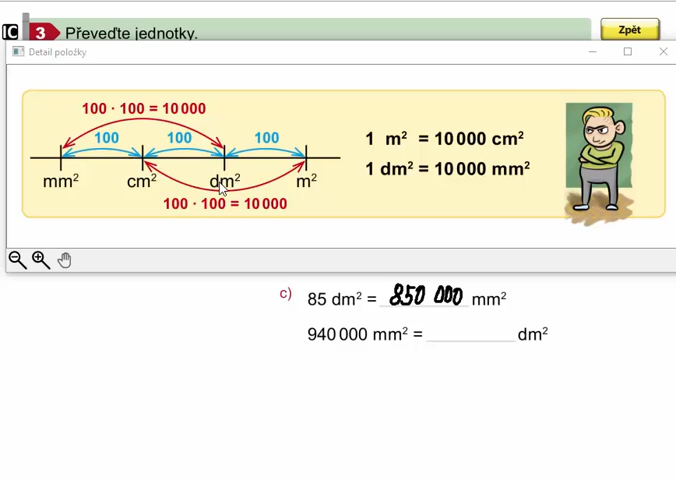 IC 3 Převeďte jednotky. Zpět
Detail položky
100 · 100 = 10 000
100 100 100
mm² cm² dm² m²
100 · 100 = 10 000
1 m² = 10 000 cm²
1 dm² = 10 000 mm²
c) 85 dm² = 850 000 mm²
940 000 mm² = ________ dm²